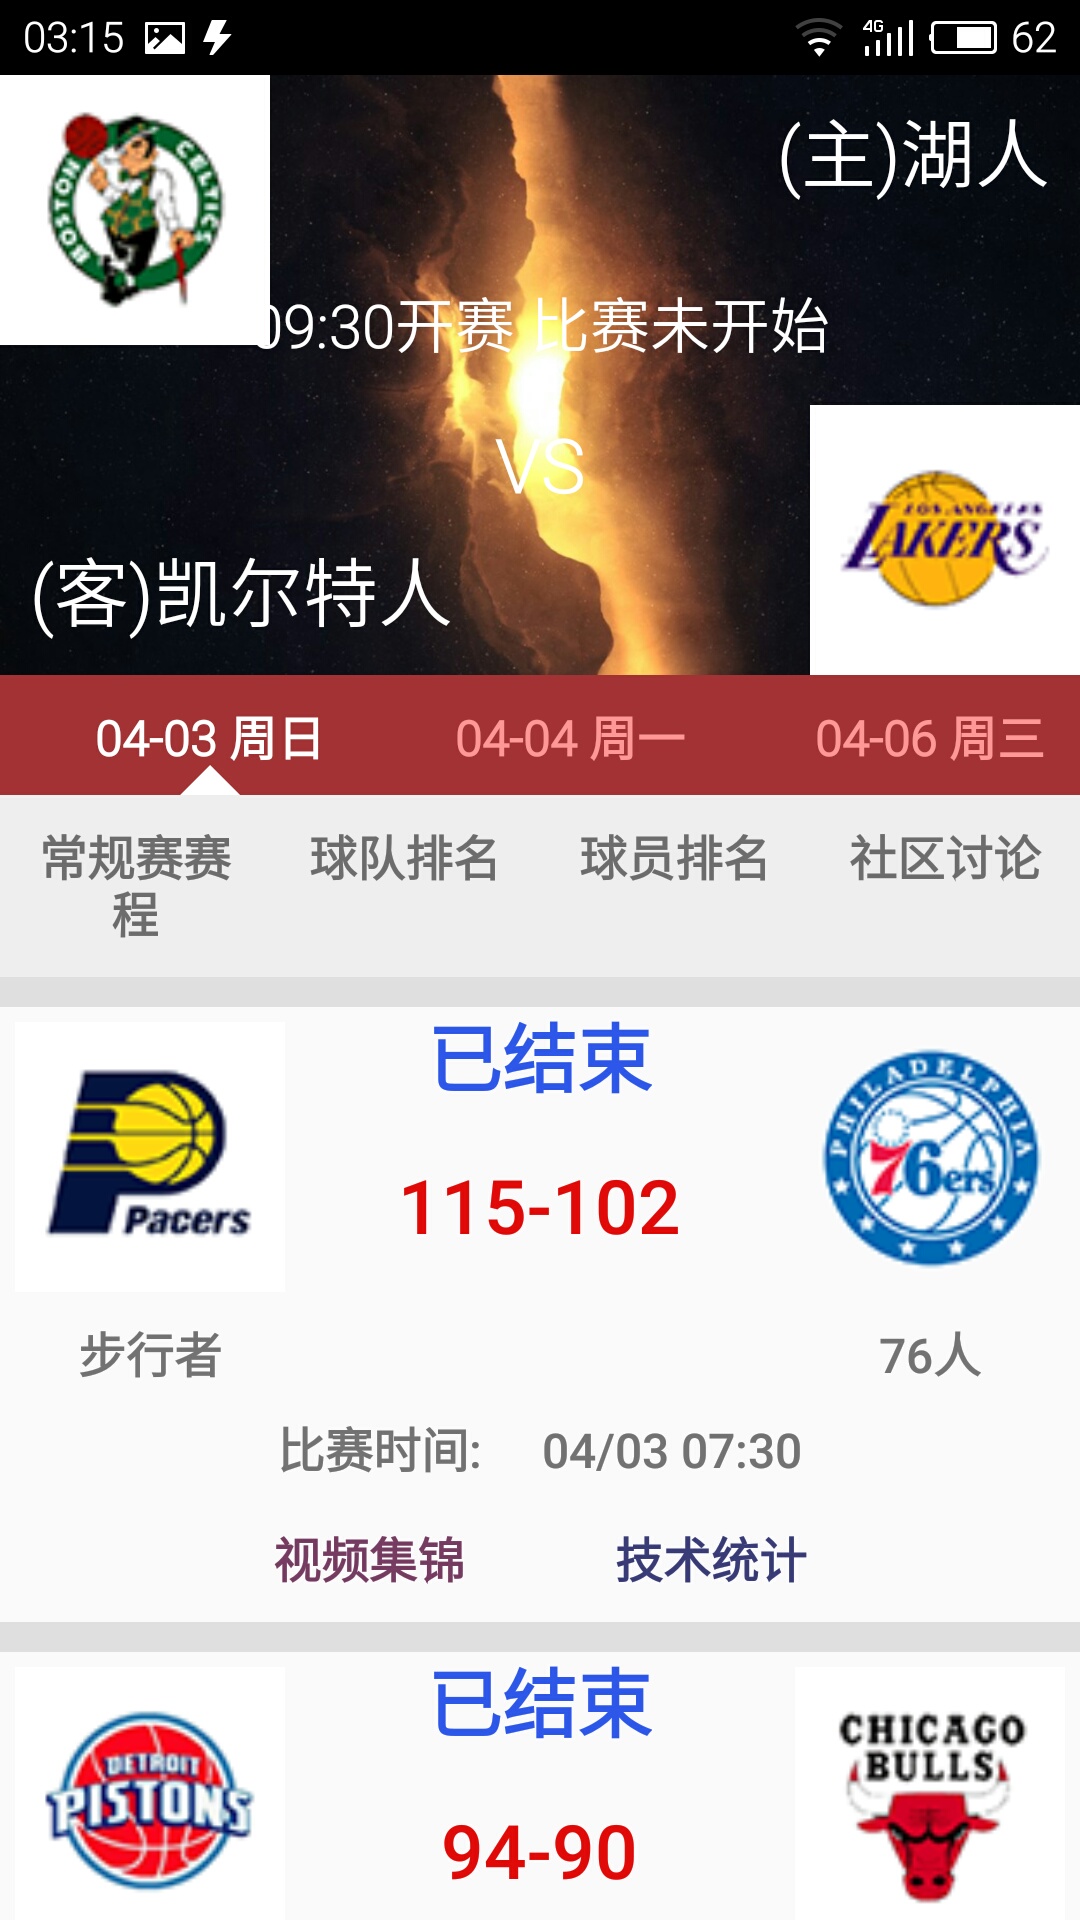 03:15
4G
62
BOSTON CELTICS
(主)湖人
09:30开赛 比赛未开始
VS
LOS ANGELES
LAKERS
(客)凯尔特人
04-03 周日
04-04 周一
04-06 周三
常规赛赛
程
球队排名
球员排名
社区讨论
已结束
Pacers
PHILADELPHIA
76ers
115-102
步行者
76人
比赛时间:
04/03 07:30
视频集锦
技术统计
已结束
DETROIT
PISTONS
CHICAGO
BULLS
94-90